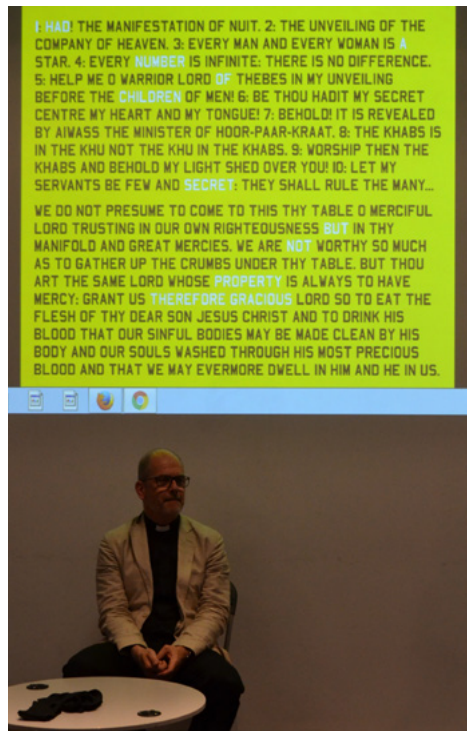 I: HAD! THE MANIFESTATION OF NUIT. 2: THE UNVEILING OF THE
COMPANY OF HEAVEN. 3: EVERY MAN AND EVERY WOMAN IS A
STAR. 4: EVERY NUMBER IS INFINITE: THERE IS NO DIFFERENCE.
5: HELP ME O WARRIOR LORD OF THEBES IN MY UNVEILING
BEFORE THE CHILDREN OF MEN! 6: BE THOU HADIT MY SECRET
CENTRE MY HEART AND MY TONGUE! 7: BEHOLD! IT IS REVEALED
BY AIWASS THE MINISTER OF HOOR-PAAR-KRAAT. 8: THE KHABS IS
IN THE KHU NOT THE KHU IN THE KHABS. 9: WORSHIP THEN THE
KHABS AND BEHOLD MY LIGHT SHED OVER YOU! 10: LET MY
SERVANTS BE FEW AND SECRET: THEY SHALL RULE THE MANY...
WE DO NOT PRESUME TO COME TO THIS THY TABLE O MERCIFUL
LORD TRUSTING IN OUR OWN RIGHTEOUSNESS BUT IN THY
MANIFOLD AND GREAT MERCIES. WE ARE NOT WORTHY SO MUCH
AS TO GATHER UP THE CRUMBS UNDER THY TABLE. BUT THOU
ART THE SAME LORD WHOSE PROPERTY IS ALWAYS TO HAVE
MERCY: GRANT US THEREFORE GRACIOUS LORD SO TO EAT THE
FLESH OF THY DEAR SON JESUS CHRIST AND TO DRINK HIS
BLOOD THAT OUR SINFUL BODIES MAY BE MADE CLEAN BY HIS
BODY AND OUR SOULS WASHED THROUGH HIS MOST PRECIOUS
BLOOD AND THAT WE MAY EVERMORE DWELL IN HIM AND HE IN US.